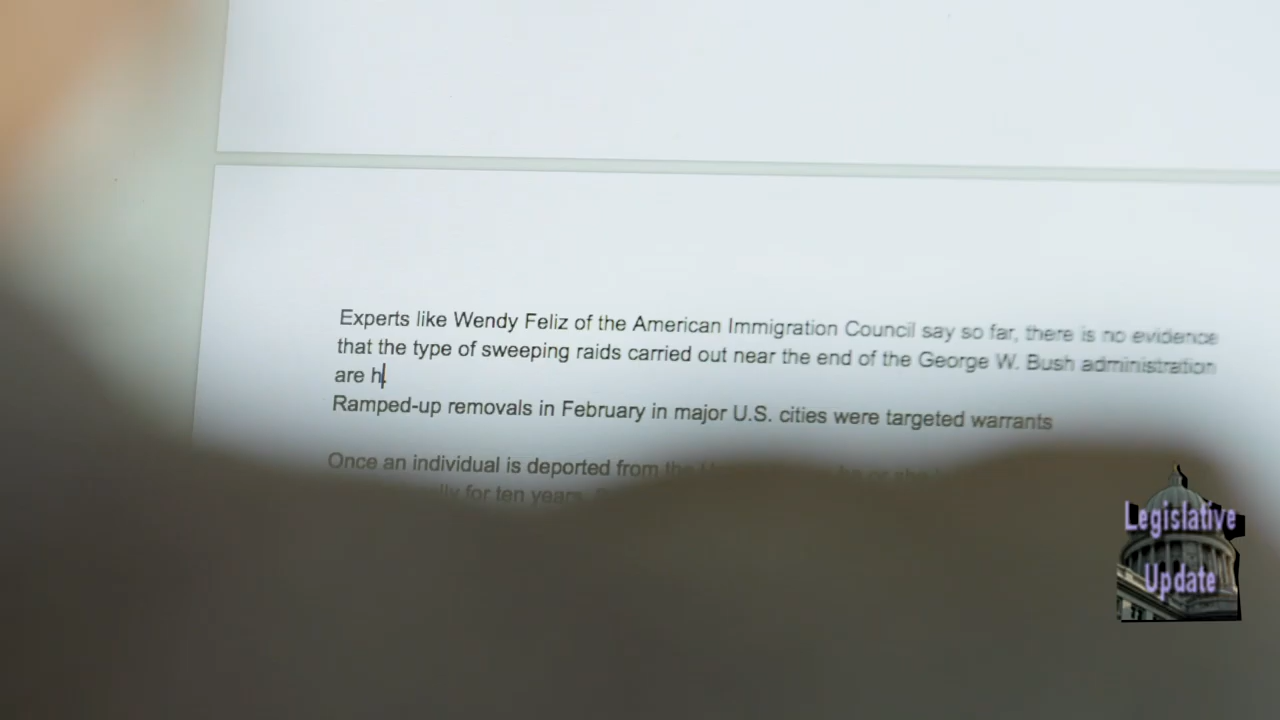 Experts like Wendy Feliz of the American Immigration Council say so far, there is no evidence
that the type of sweeping raids carried out near the end of the George W. Bush administration
are h
Ramped-up removals in February in major U.S. cities were targeted warrants
Once an individual is deported from the
for ten years.
Legislative
Update